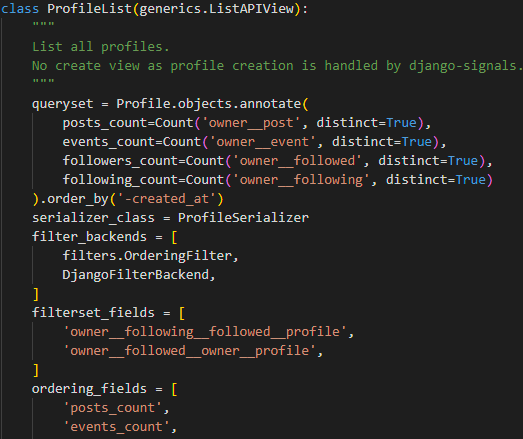 class ProfileList(generics.ListAPIView):
    """
    List all profiles.
    No create view as profile creation is handled by django-signals.
    """
    queryset = Profile.objects.annotate(
        posts_count=Count('owner__post', distinct=True),
        events_count=Count('owner__event', distinct=True),
        followers_count=Count('owner__followed', distinct=True),
        following_count=Count('owner__following', distinct=True)
    ).order_by('-created_at')
    serializer_class = ProfileSerializer
    filter_backends = [
        filters.OrderingFilter,
        DjangoFilterBackend,
    ]
    filterset_fields = [
        'owner__following__followed__profile',
        'owner__followed__owner__profile',
    ]
    ordering_fields = [
        'posts_count',
        'events_count',